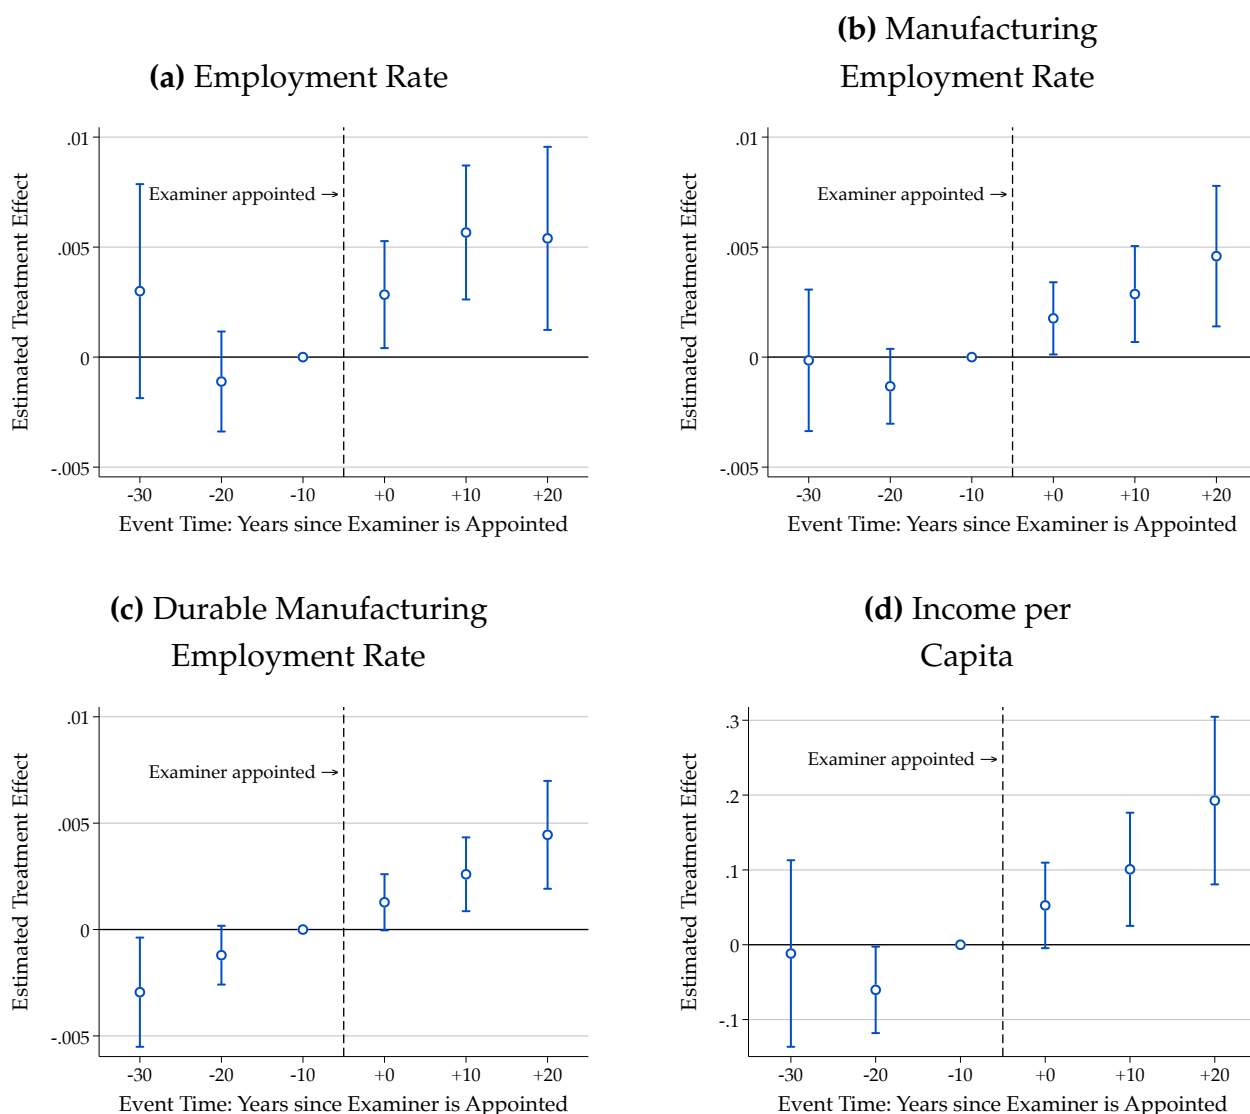 (a) Employment Rate
Estimated Treatment Effect
.01
.005
0
-.005
Examiner appointed →
-30 -20 -10 +0 +10 +20
Event Time: Years since Examiner is Appointed
(b) Manufacturing
Employment Rate
Estimated Treatment Effect
.01
.005
0
-.005
Examiner appointed →
-30 -20 -10 +0 +10 +20
Event Time: Years since Examiner is Appointed
(c) Durable Manufacturing
Employment Rate
Estimated Treatment Effect
.01
.005
0
-.005
Examiner appointed →
-30 -20 -10 +0 +10 +20
Event Time: Years since Examiner is Appointed
(d) Income per
Capita
Estimated Treatment Effect
.3
.2
.1
0
-.1
Examiner appointed →
-30 -20 -10 +0 +10 +20
Event Time: Years since Examiner is Appointed